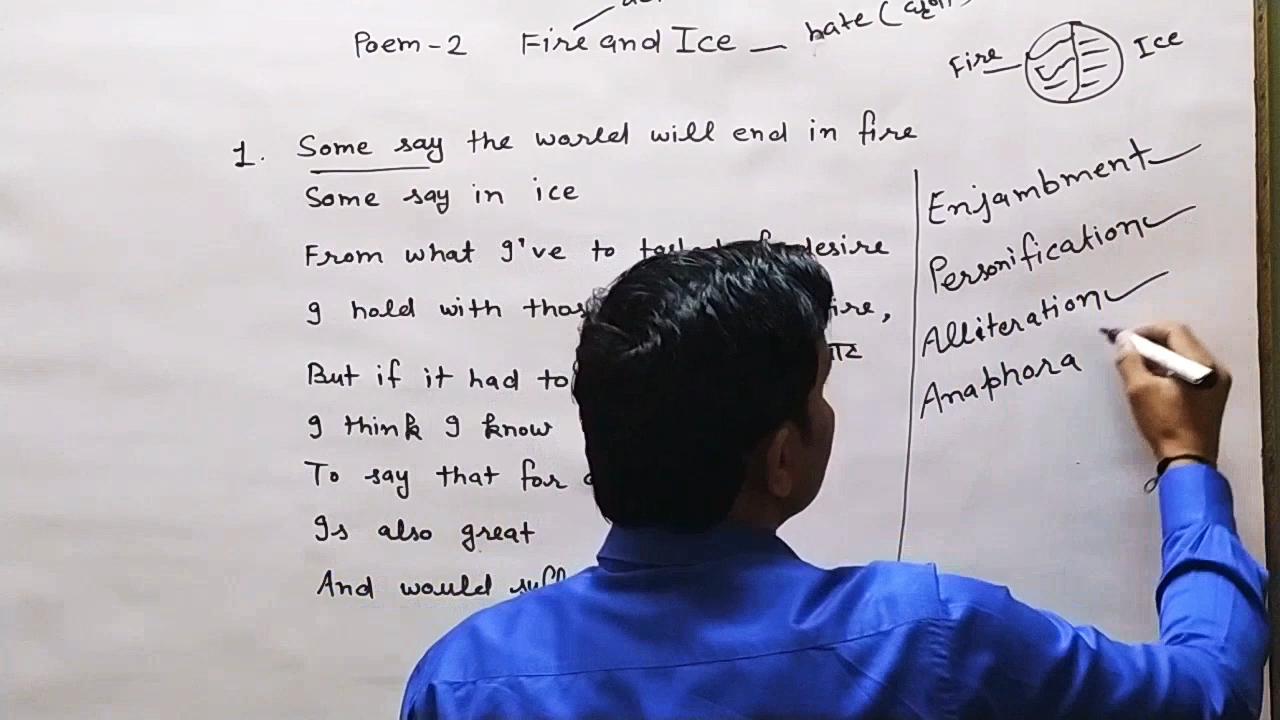 Poem-2 Fire and Ice — hate (
Fire Ice
1. Some say the world will end in fire
Some say in ice
From what I've to of desire
I hold with
But if it had to
I think I know
To say that for
Is also great
And would
Enjambment
Personification
Alliteration
Anaphora